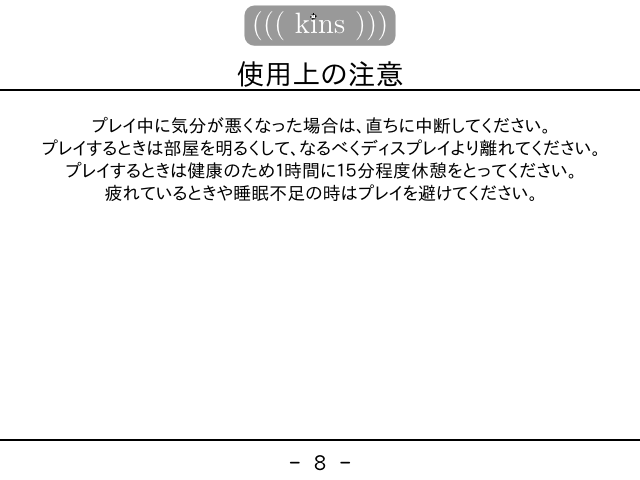 ((( kins )))
使用上の注意
プレイ中に気分が悪くなった場合は、直ちに中断してください。
プレイするときは部屋を明るくして、なるべくディスプレイより離れてください。
プレイするときは健康のため1時間に15分程度休憩をとってください。
疲れているときや睡眠不足の時はプレイを避けてください。
- 8 -